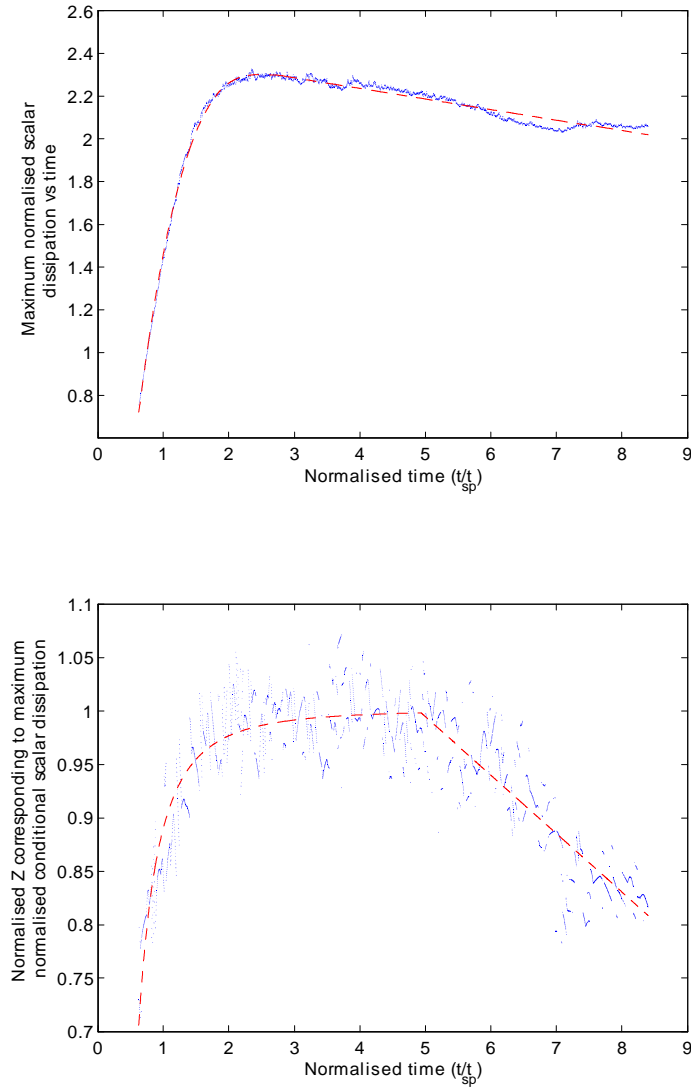 2.6
2.4
2.2
2
1.8
1.6
1.4
1.2
1
0.8
Maximum normalised scalar
dissipation vs time
0 1 2 3 4 5 6 7 8 9
Normalised time (t/tsp)
1.1
1.05
1
0.95
0.9
0.85
0.8
0.75
0.7
Normalised Z corresponding to maximum
normalised conditional scalar dissipation
0 1 2 3 4 5 6 7 8 9
Normalised time (t/tsp)